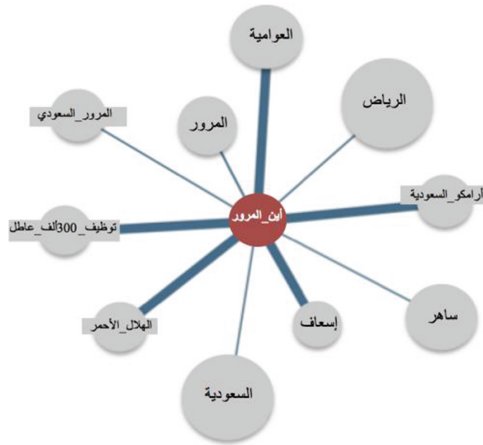 العوامية
الرياض
المرور_السعودي
المرور
أرامكو_السعودية
أين_المرور
توظيف_300ألف_عاطل
الهلال_الأحمر
إسعاف
ساهر
السعودية